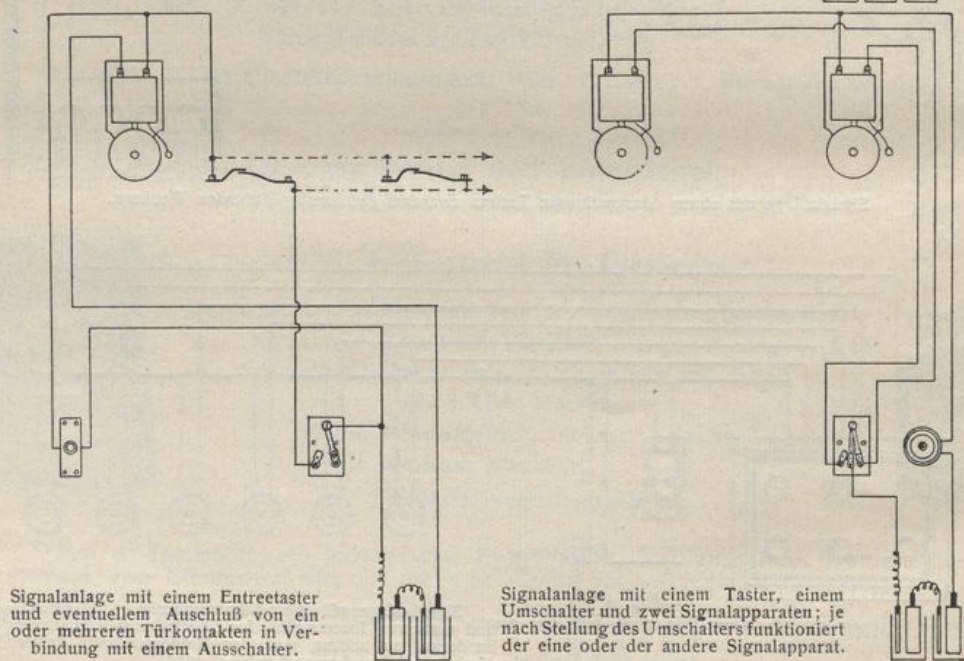 Signalanlage mit einem Entreetaster
und eventuellem Auschluß von ein
oder mehreren Türkontakten in Ver-
bindung mit einem Ausschalter.
Signalanlage mit einem Taster, einem
Umschalter und zwei Signalapparaten; je
nach Stellung des Umschalters funktioniert
der eine oder der andere Signalapparat.